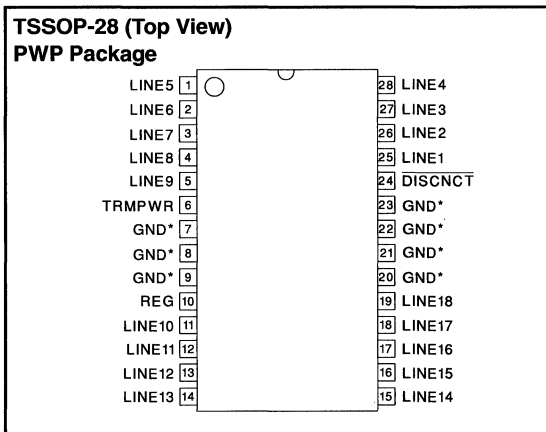 TSSOP-28 (Top View)
PWP Package
LINE5 1 28 LINE4
LINE6 2 27 LINE3
LINE7 3 26 LINE2
LINE8 4 25 LINE1
LINE9 5 24 DISCNCT
TRMPWR 6 23 GND*
GND* 7 22 GND*
GND* 8 21 GND*
GND* 9 20 GND*
REG 10 19 LINE18
LINE10 11 18 LINE17
LINE11 12 17 LINE16
LINE12 13 16 LINE15
LINE13 14 15 LINE14